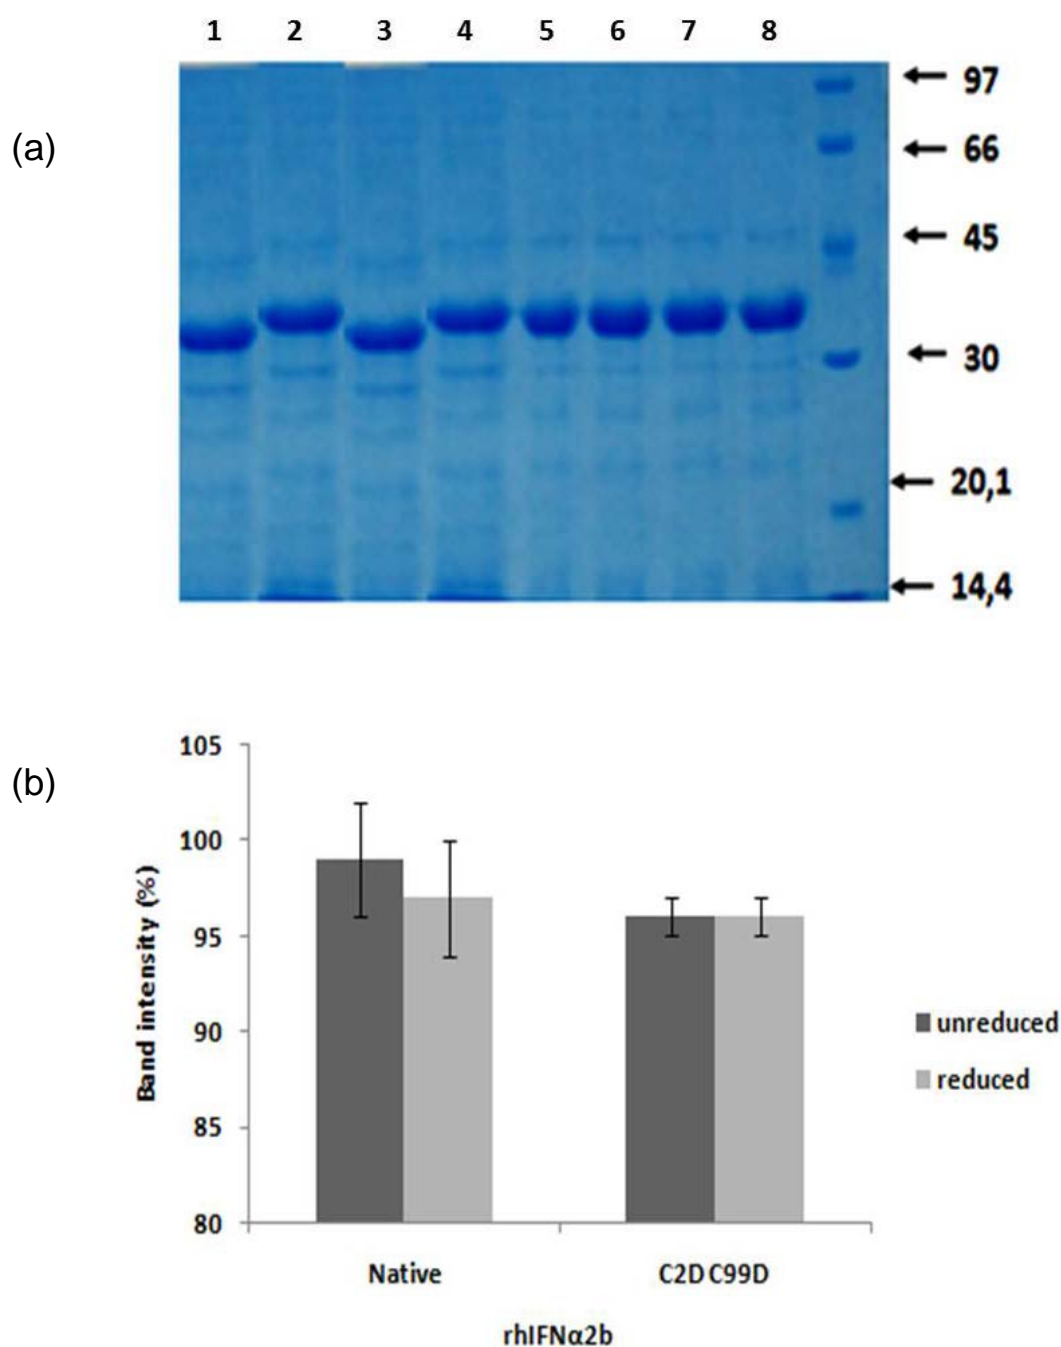 1 2 3 4 5 6 7 8
(a)
97
66
45
30
20,1
14,4
(b)
105
100
95
90
85
80
Band intensity (%)
unreduced
reduced
Native C2D C99D
rhIFNα2b